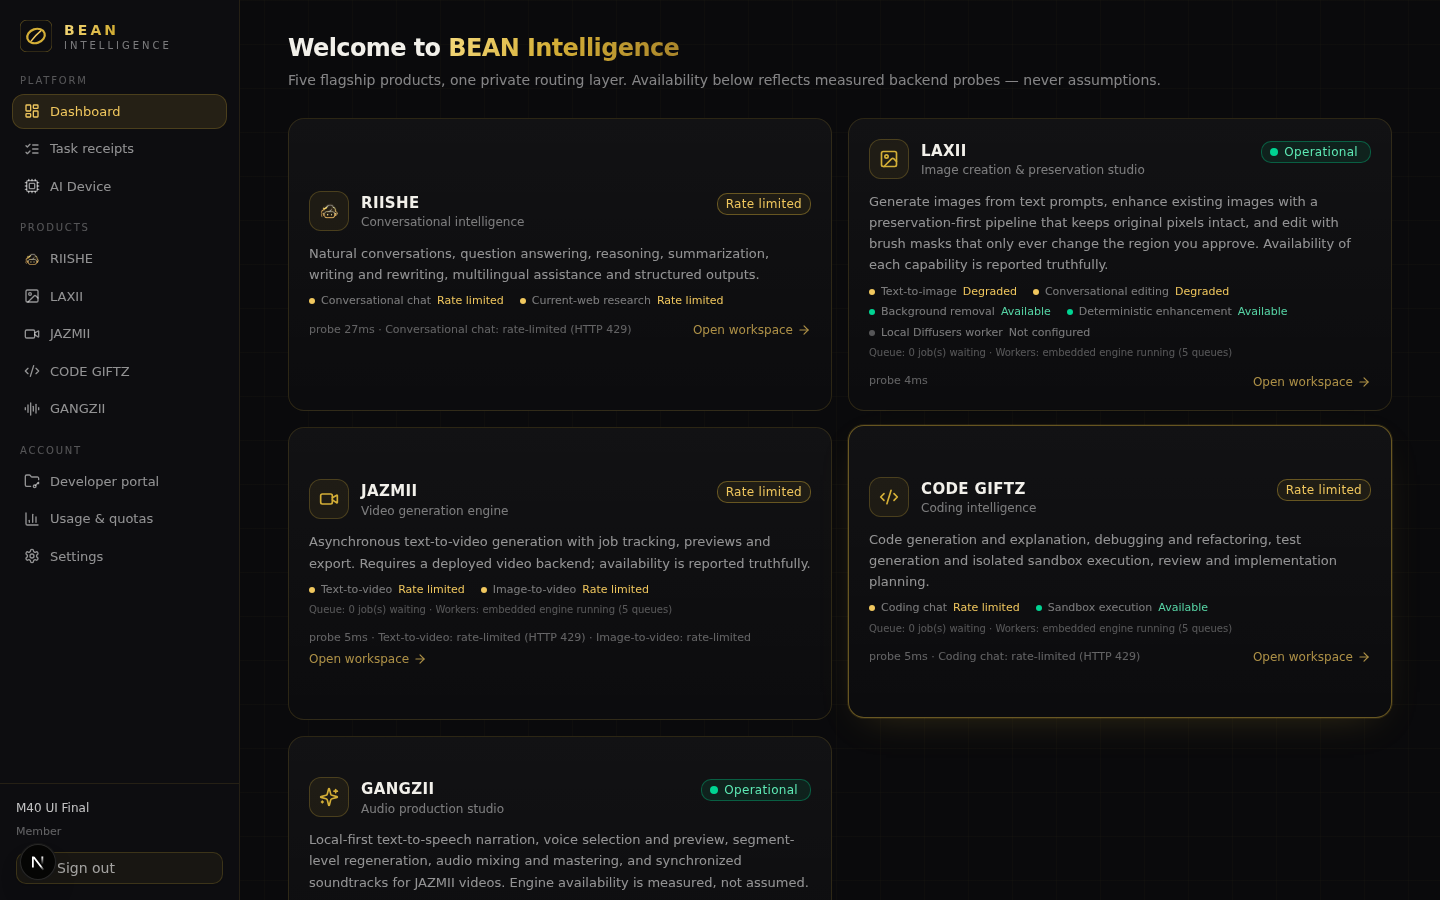 BEAN
INTELLIGENCE
PLATFORM
Dashboard
Task receipts
AI Device
PRODUCTS
RIISHE
LAXII
JAZMII
CODE GIFTZ
GANGZII
ACCOUNT
Developer portal
Usage & quotas
Settings
M40 UI Final
Member
N
Sign out
Welcome to BEAN Intelligence
Five flagship products, one private routing layer. Availability below reflects measured backend probes — never assumptions.
RIISHE
Conversational intelligence
Rate limited
Natural conversations, question answering, reasoning, summarization,
writing and rewriting, multilingual assistance and structured outputs.
Conversational chat Rate limited Current-web research Rate limited
probe 27ms · Conversational chat: rate-limited (HTTP 429)
Open workspace →
LAXII
Image creation & preservation studio
Operational
Generate images from text prompts, enhance existing images with a
preservation-first pipeline that keeps original pixels intact, and edit with
brush masks that only ever change the region you approve. Availability of
each capability is reported truthfully.
Text-to-image Degraded Conversational editing Degraded
Background removal Available Deterministic enhancement Available
Local Diffusers worker Not configured
Queue: 0 job(s) waiting · Workers: embedded engine running (5 queues)
probe 4ms
Open workspace →
JAZMII
Video generation engine
Rate limited
Asynchronous text-to-video generation with job tracking, previews and
export. Requires a deployed video backend; availability is reported truthfully.
Text-to-video Rate limited Image-to-video Rate limited
Queue: 0 job(s) waiting · Workers: embedded engine running (5 queues)
probe 5ms · Text-to-video: rate-limited (HTTP 429) · Image-to-video: rate-limited
Open workspace →
CODE GIFTZ
Coding intelligence
Rate limited
Code generation and explanation, debugging and refactoring, test
generation and isolated sandbox execution, review and implementation
planning.
Coding chat Rate limited Sandbox execution Available
Queue: 0 job(s) waiting · Workers: embedded engine running (5 queues)
probe 5ms · Coding chat: rate-limited (HTTP 429)
Open workspace →
GANGZII
Audio production studio
Operational
Local-first text-to-speech narration, voice selection and preview, segment-
level regeneration, audio mixing and mastering, and synchronized
soundtracks for JAZMII videos. Engine availability is measured, not assumed.